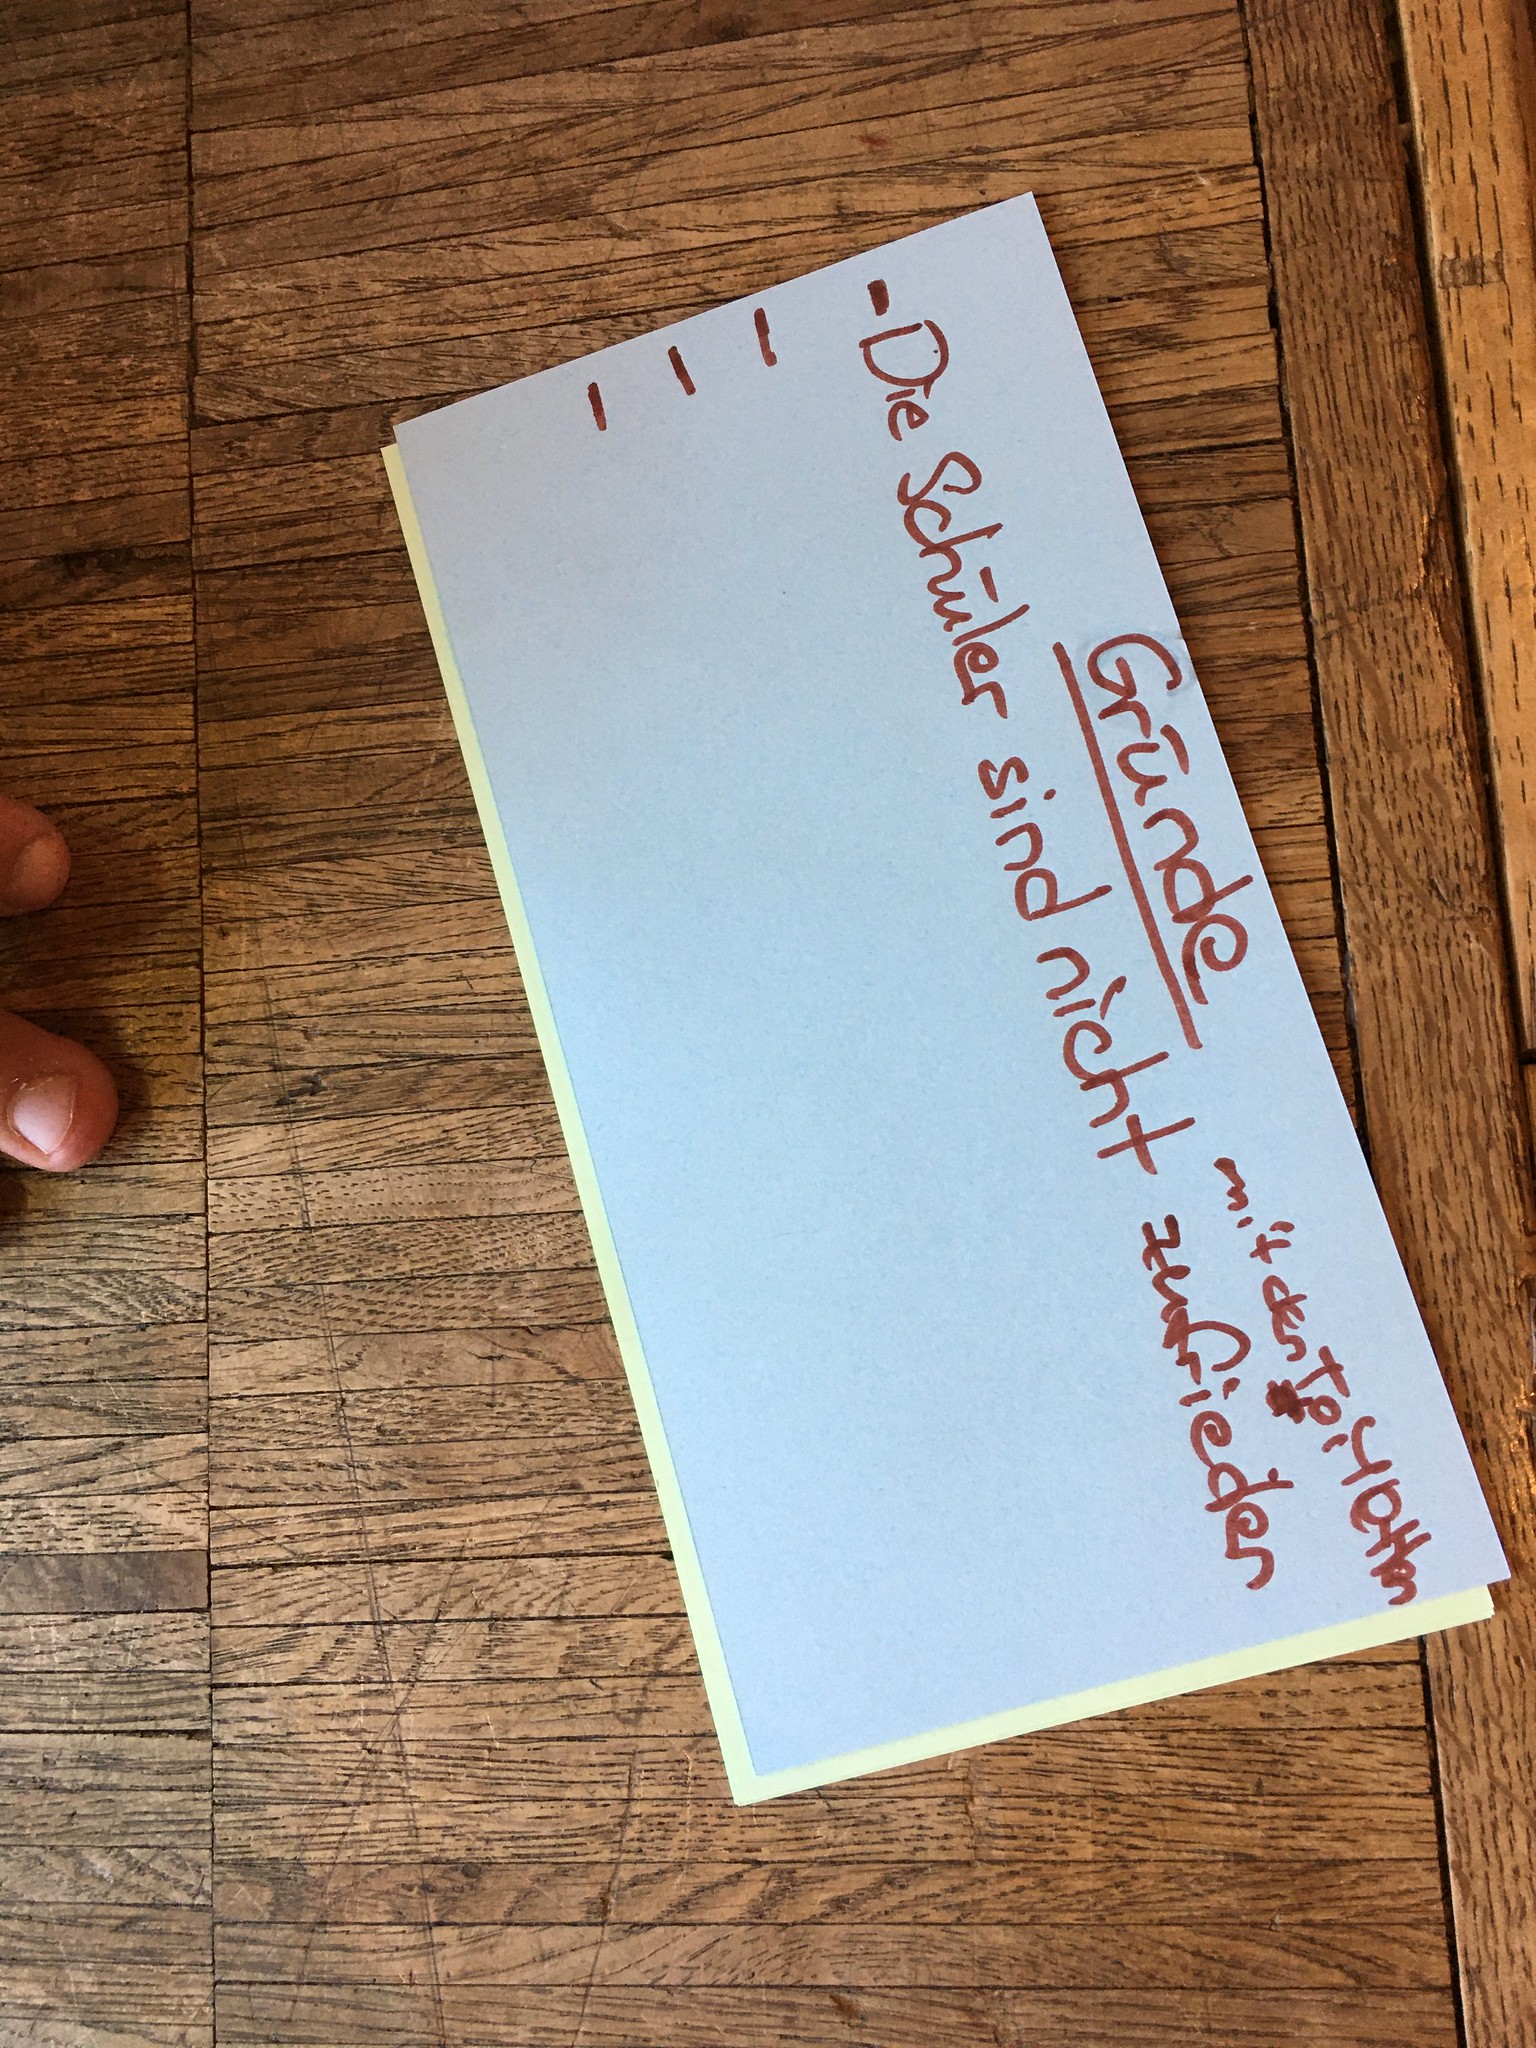 Gründe
mit den Toiletten
- Die Schüler sind nicht zufrieden
-
-
-